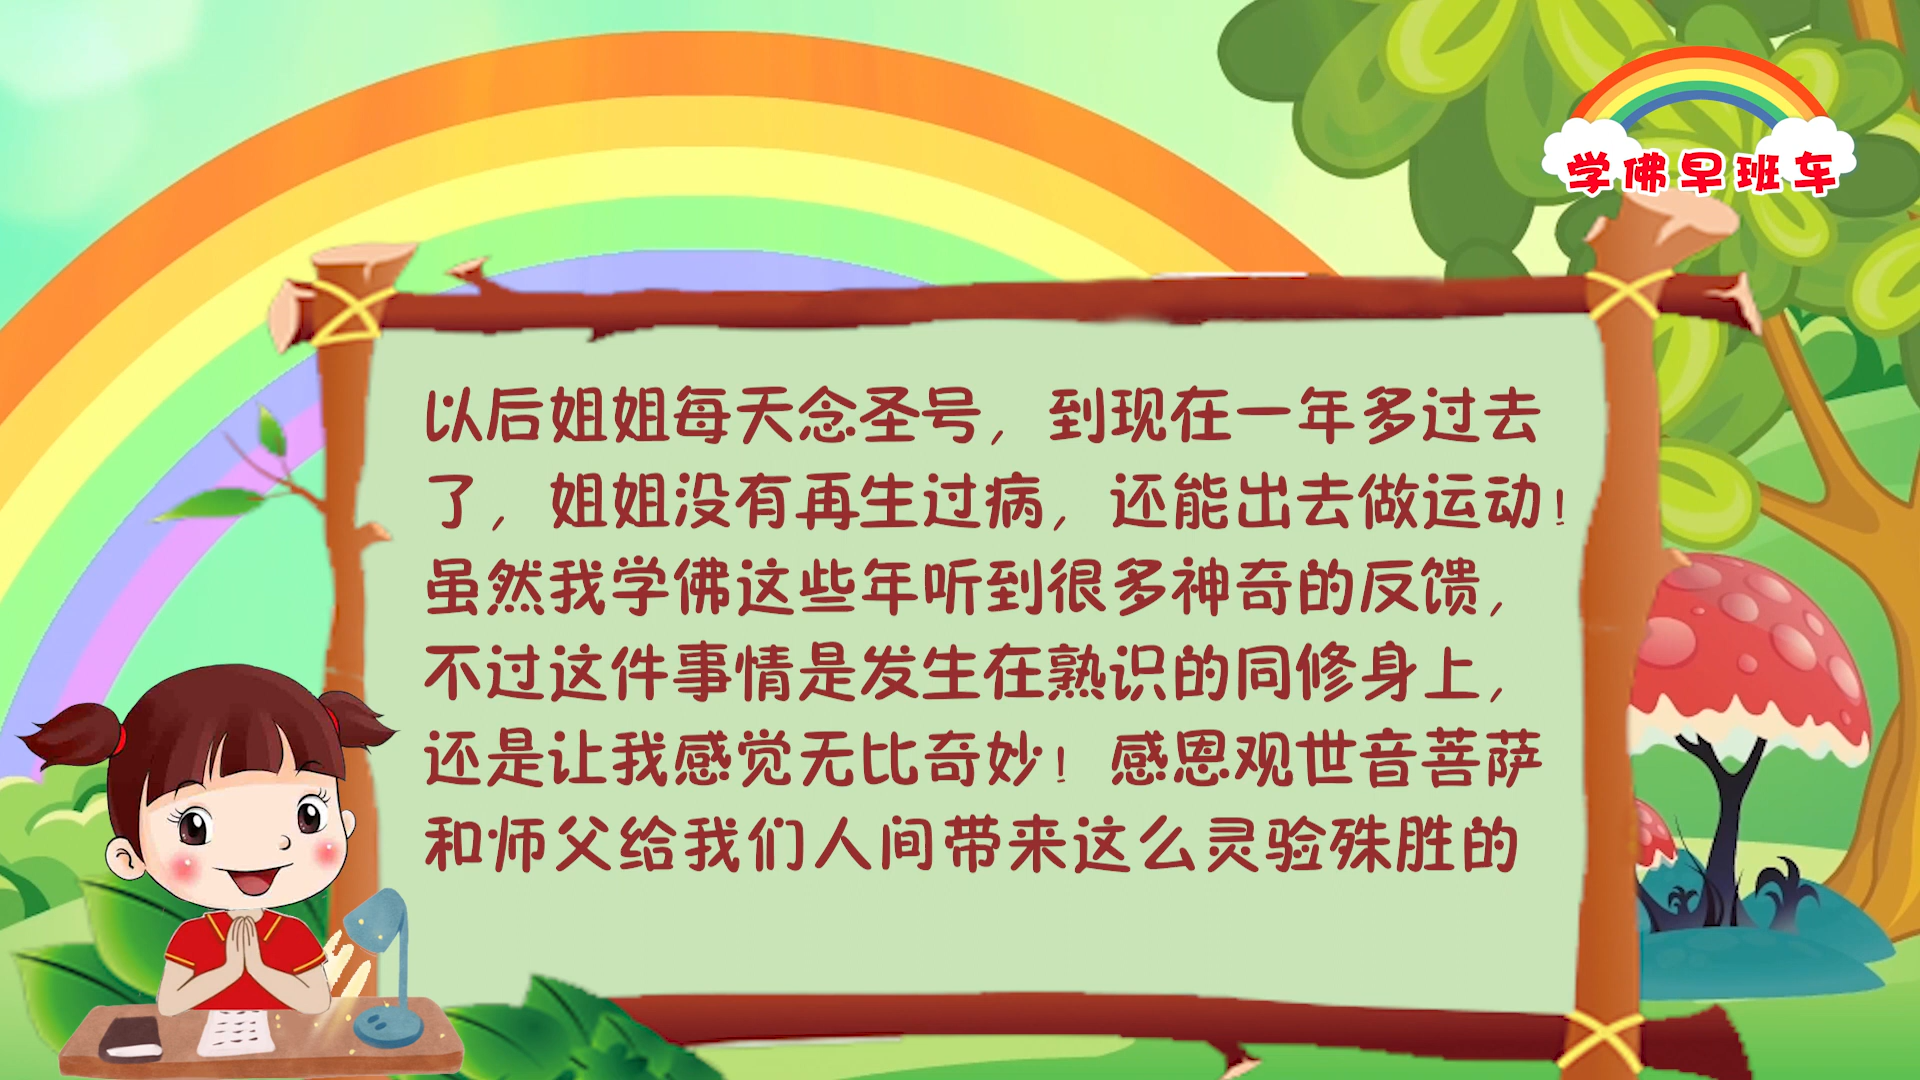 学佛早班车
以后姐姐每天念圣号，到现在一年多过去
了，姐姐没有再生过病，还能出去做运动！
虽然我学佛这些年听到很多神奇的反馈，
不过这件事情是发生在熟识的同修身上，
还是让我感觉无比奇妙！感恩观世音菩萨
和师父给我们人间带来这么灵验殊胜的